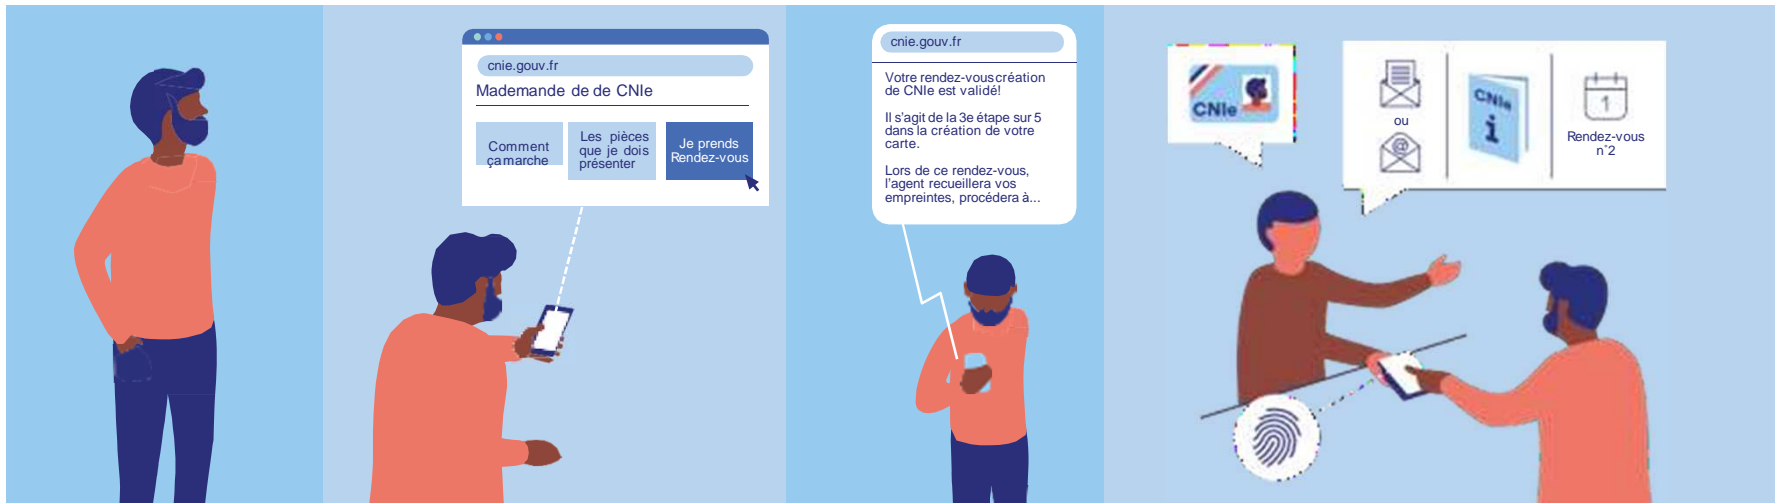 cnie.gouv.fr
Mademande de de CNIe
Comment
çamarche
Les pièces
que je dois
présenter
Je prends
Rendez-vous
cnie.gouv.fr
Votre rendez-vouscréation
de CNIe est validé!
Il s'agit de la 3e étape sur 5
dans la création de votre
carte.
Lors de ce rendez-vous,
l'agent recueillera vos
empreintes, procédera à...
CNIe
ou
@
CNIe
i
1
Rendez-vous
n°2